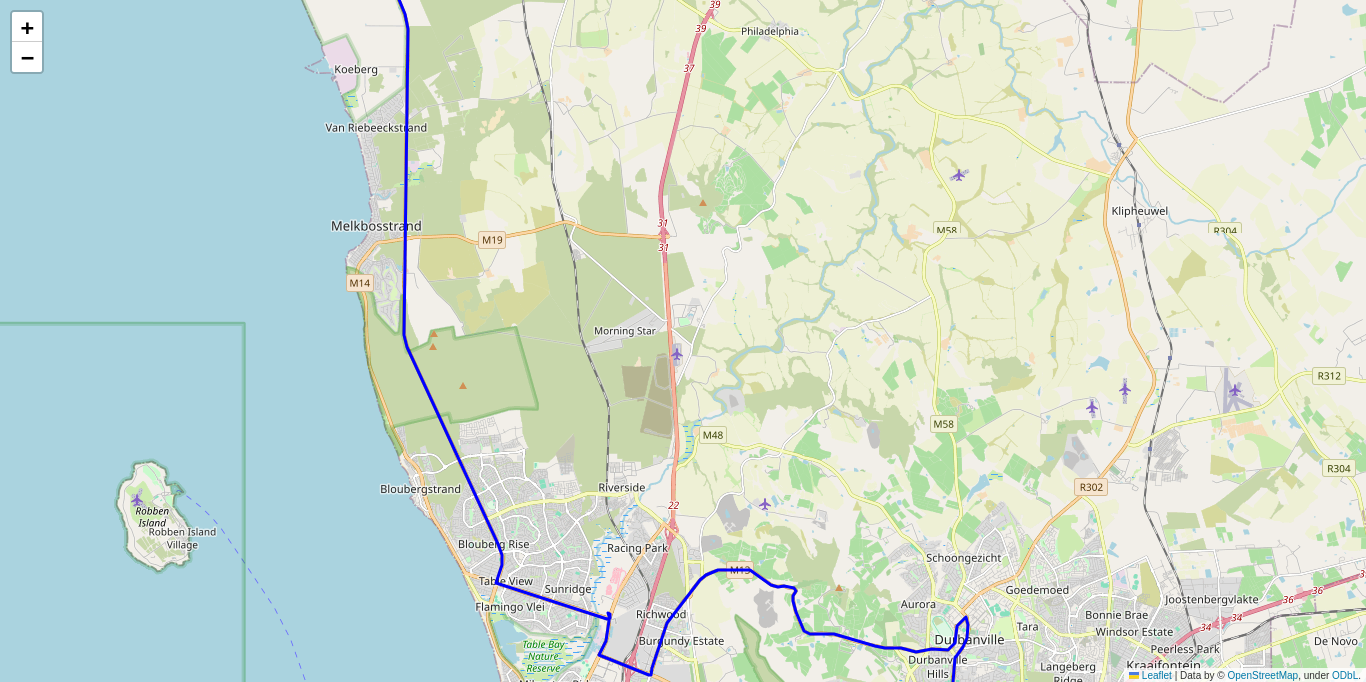 +
−
39
39
Philadelphia
37
Koeberg
Van Riebeeckstrand
Melkbosstrand
M19
31
31
M58
Klipheuwel
R304
M14
Morning Star
R312
M48
M58
R304
R302
Bloubergstrand
Riverside
22
Robben
Island
Robben Island
Village
Blouberg Rise
Racing Park
Schoongezicht
M13
Table View
Sunridge
Goedemoed
36
36
Flamingo Vlei
Richwood
Aurora
Joostenbergvlakte
Bonnie Brae
34
34
Tara
Windsor Estate
Burgundy Estate
Durbanville
De Novo
Table Bay
Nature
Reserve
Peerless Park
Durbanville
Hills
Langeberg
Ridge
Kraaifontein
Leaflet | Data by © OpenStreetMap, under ODbL.